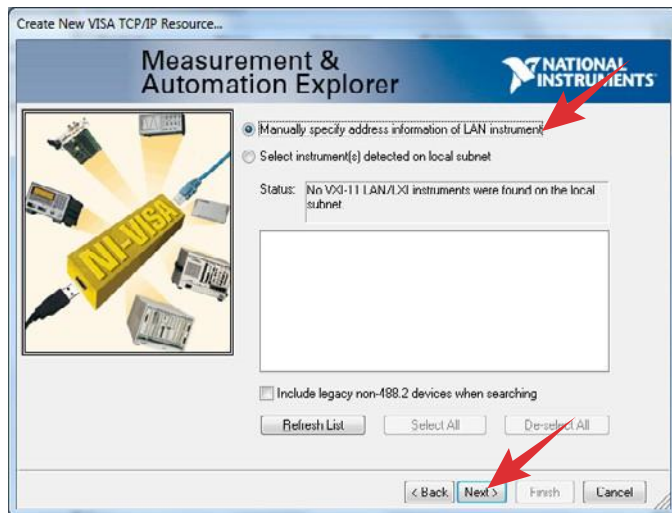 Create New VISA TCP/IP Resource...
Measurement &
Automation Explorer
NATIONAL
INSTRUMENTS
Manually specify address information of LAN instrument
Select instrument(s) detected on local subnet
Status:
No VXI-11 LAN/LXI instruments were found on the local
subnet.
NI-VISA
Include legacy non-488.2 devices when searching
Refresh List
Select All
De-select All
< Back
Next >
Finish
Cancel